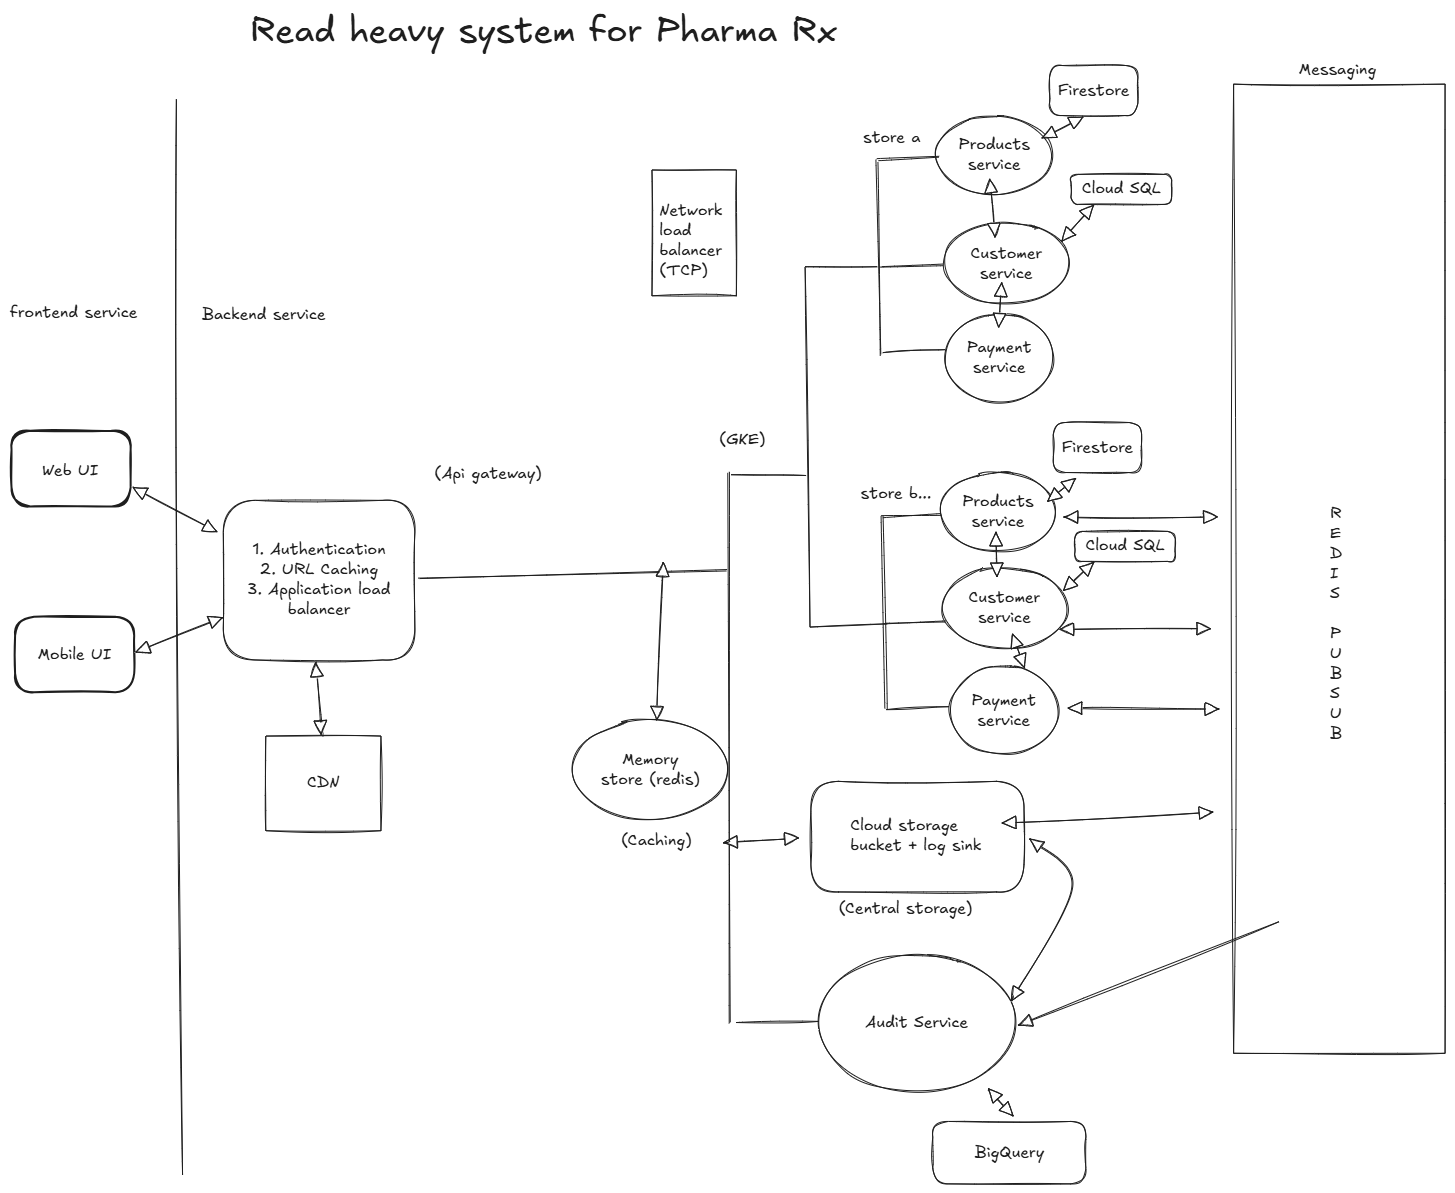 Read heavy system for Pharma Rx
Messaging
Firestore
store a
Products
service
Cloud SQL
Network
load
balancer
(TCP)
Customer
service
frontend service
Backend service
Payment
service
(GKE)
Firestore
Web UI
(Api gateway)
store b...
Products
service
R
E
D
I
S
P
U
B
S
U
B
Cloud SQL
1. Authentication
2. URL Caching
3. Application load
balancer
Customer
service
Mobile UI
Payment
service
CDN
Memory
store (redis)
(Caching)
Cloud storage
bucket + log sink
(Central storage)
Audit Service
BigQuery